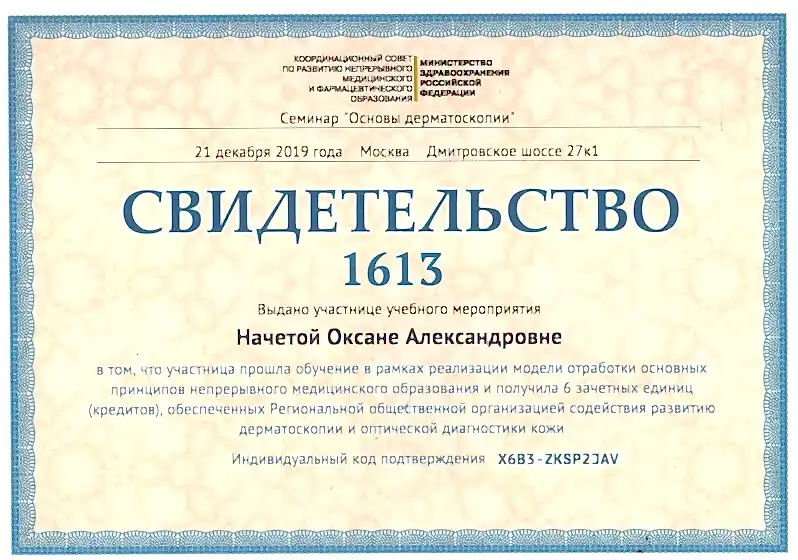 КООРДИНАЦИОННЫЙ СОВЕТ
ПО РАЗВИТИЮ НЕПРЕРЫВНОГО
МЕДИЦИНСКОГО
И ФАРМАЦЕВТИЧЕСКОГО
ОБРАЗОВАНИЯ
МИНИСТЕРСТВО
ЗДРАВООХРАНЕНИЯ
РОССИЙСКОЙ
ФЕДЕРАЦИИ
Семинар "Основы дерматоскопии"
21 декабря 2019 года Москва Дмитровское шоссе 27к1
СВИДЕТЕЛЬСТВО
1613
Выдано участнице учебного мероприятия
Начетой Оксане Александровне
в том, что участница прошла обучение в рамках реализации модели отработки основных
принципов непрерывного медицинского образования и получила 6 зачетных единиц
(кредитов), обеспеченных Региональной общественной организацией содействия развитию
дерматоскопии и оптической диагностики кожи
Индивидуальный код подтверждения X6B3-ZKSP2JAV